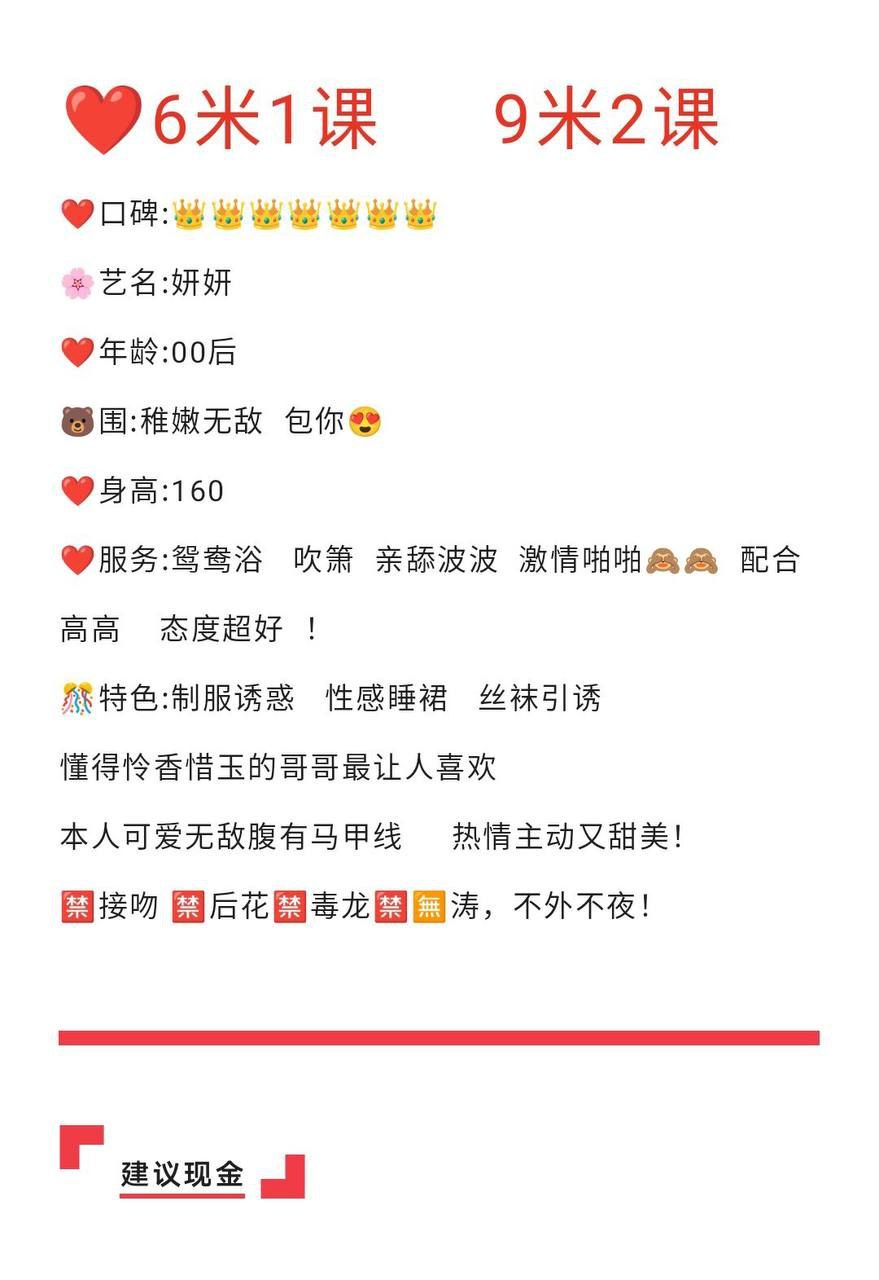 ❤️6米1课 9米2课
❤️口碑:👑👑👑👑👑👑👑
🌸艺名:妍妍
❤️年龄:00后
🐻围:稚嫩无敌 包你😍
❤️身高:160
❤️服务:鸳鸯浴 吹箫 亲舔波波 激情啪啪🙈🙈 配合
高高 态度超好 ！
🎊特色:制服诱惑 性感睡裙 丝袜引诱
懂得怜香惜玉的哥哥最让人喜欢
本人可爱无敌腹有马甲线 热情主动又甜美！
🈲接吻 🈲后花🈲毒龙🈲🈚涛，不外不夜！
建议现金